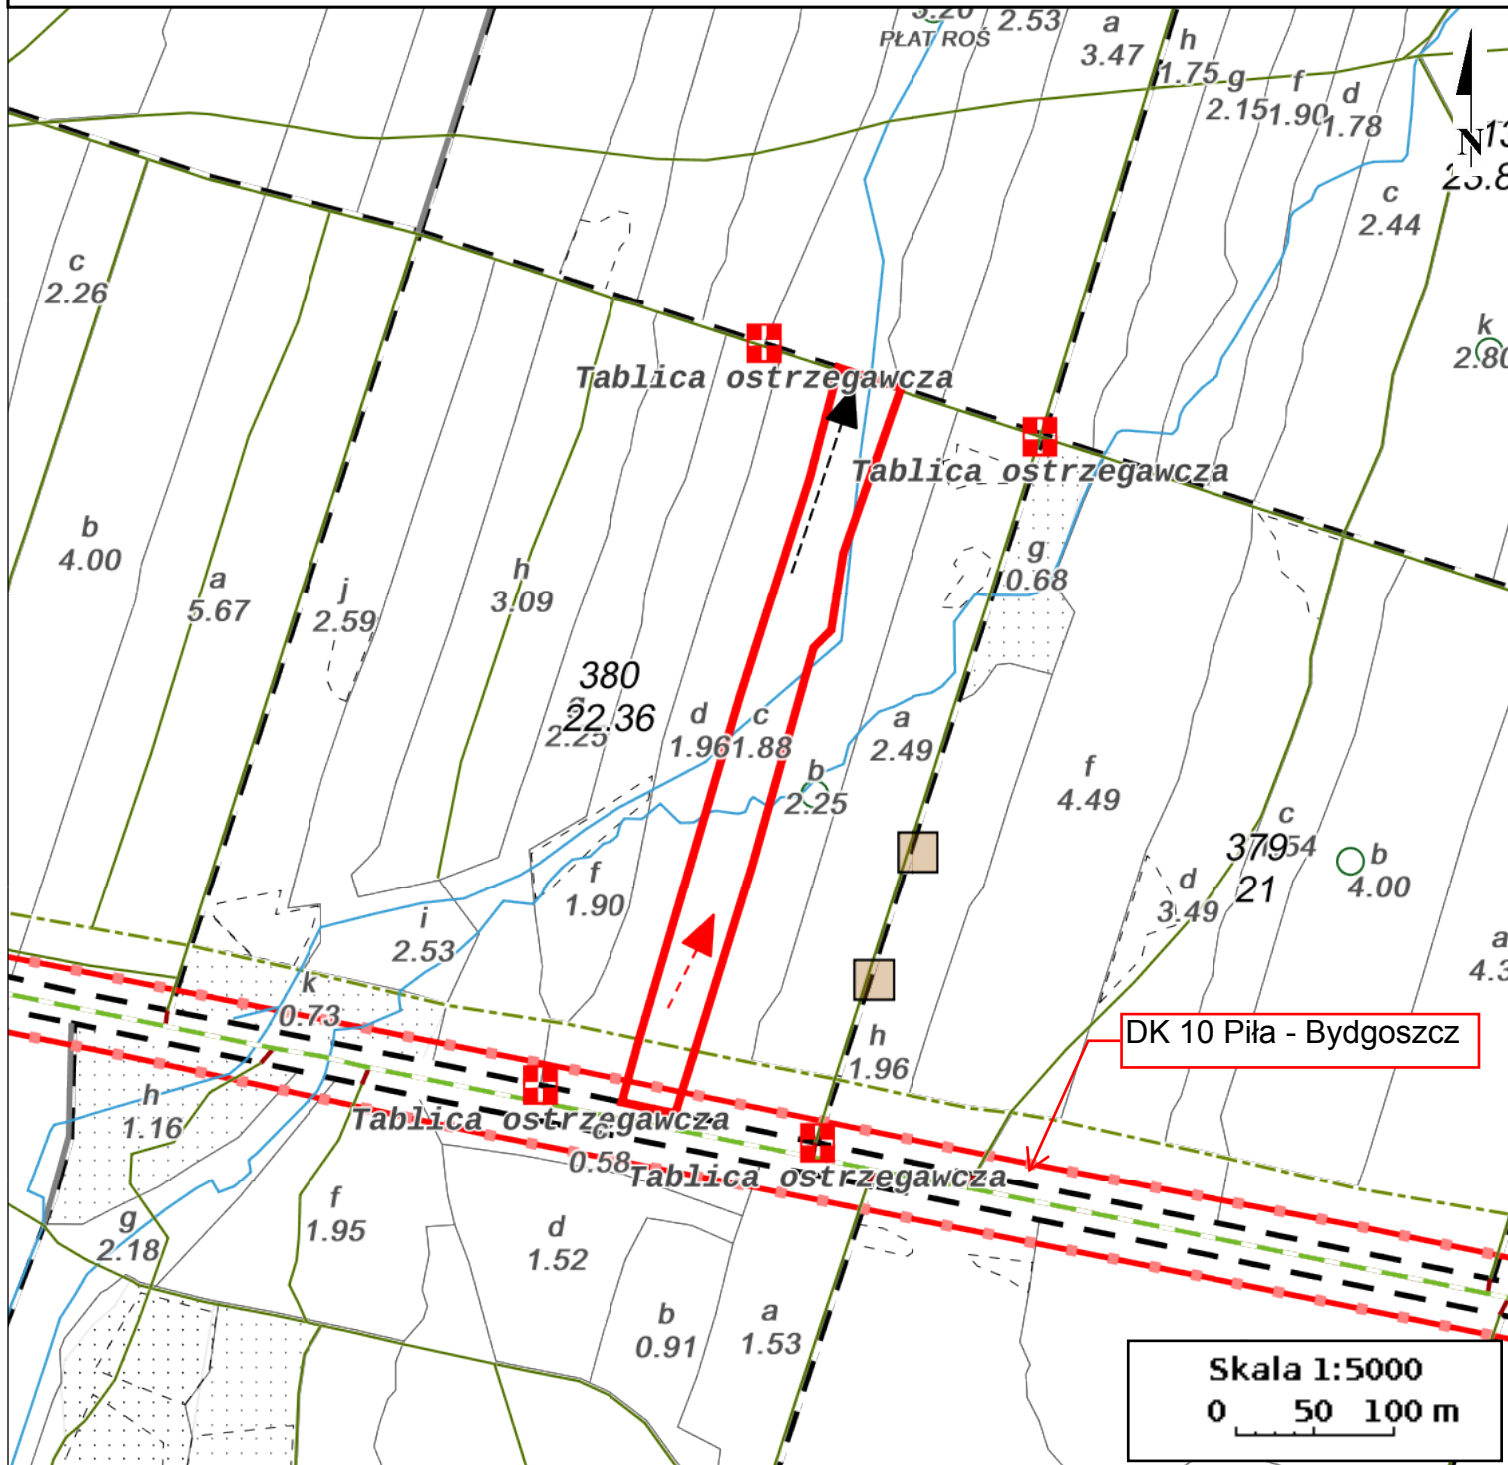 3.20
PŁAT ROŚ
2.53
a
3.47
h
1.75
g
2.15
f
1.90
d
1.78
N
c
2.44
c
2.26
k
2.80
Tablica ostrzegawcza
Tablica ostrzegawcza
b
4.00
a
5.67
j
2.59
h
3.09
g
0.68
380
22.36
g
2.25
d
1.96
c
1.88
a
2.49
b
2.25
f
4.49
c
379
21
b
4.00
d
3.49
f
1.90
i
2.53
k
0.73
h
1.96
DK 10 Piła - Bydgoszcz
h
1.16
Tablica ostrzegawcza
c
0.58
Tablica ostrzegawcza
g
2.18
f
1.95
d
1.52
b
0.91
a
1.53
a
Skala 1:5000
0 50 100 m